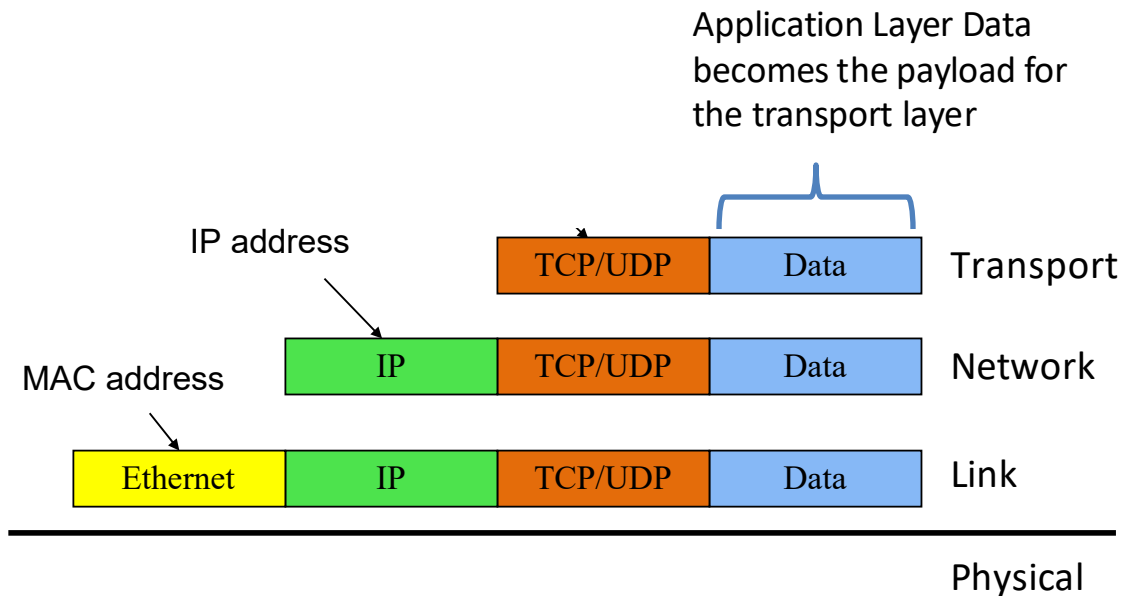 Application Layer Data
becomes the payload for
the transport layer
IP address
TCP/UDP Data Transport
MAC address
IP TCP/UDP Data Network
Ethernet IP TCP/UDP Data Link
Physical